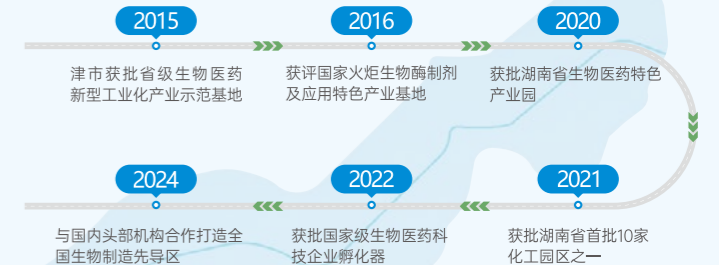 2015
津市获批省级生物医药
新型工业化产业示范基地
2016
获评国家火炬生物酶制剂
及应用特色产业基地
2020
获批湖南省生物医药特色
产业园
2021
获批湖南省首批10家
化工园区之一
2022
获批国家级生物医药科
技企业孵化器
2024
与国内头部机构合作打造全
国生物制造先导区